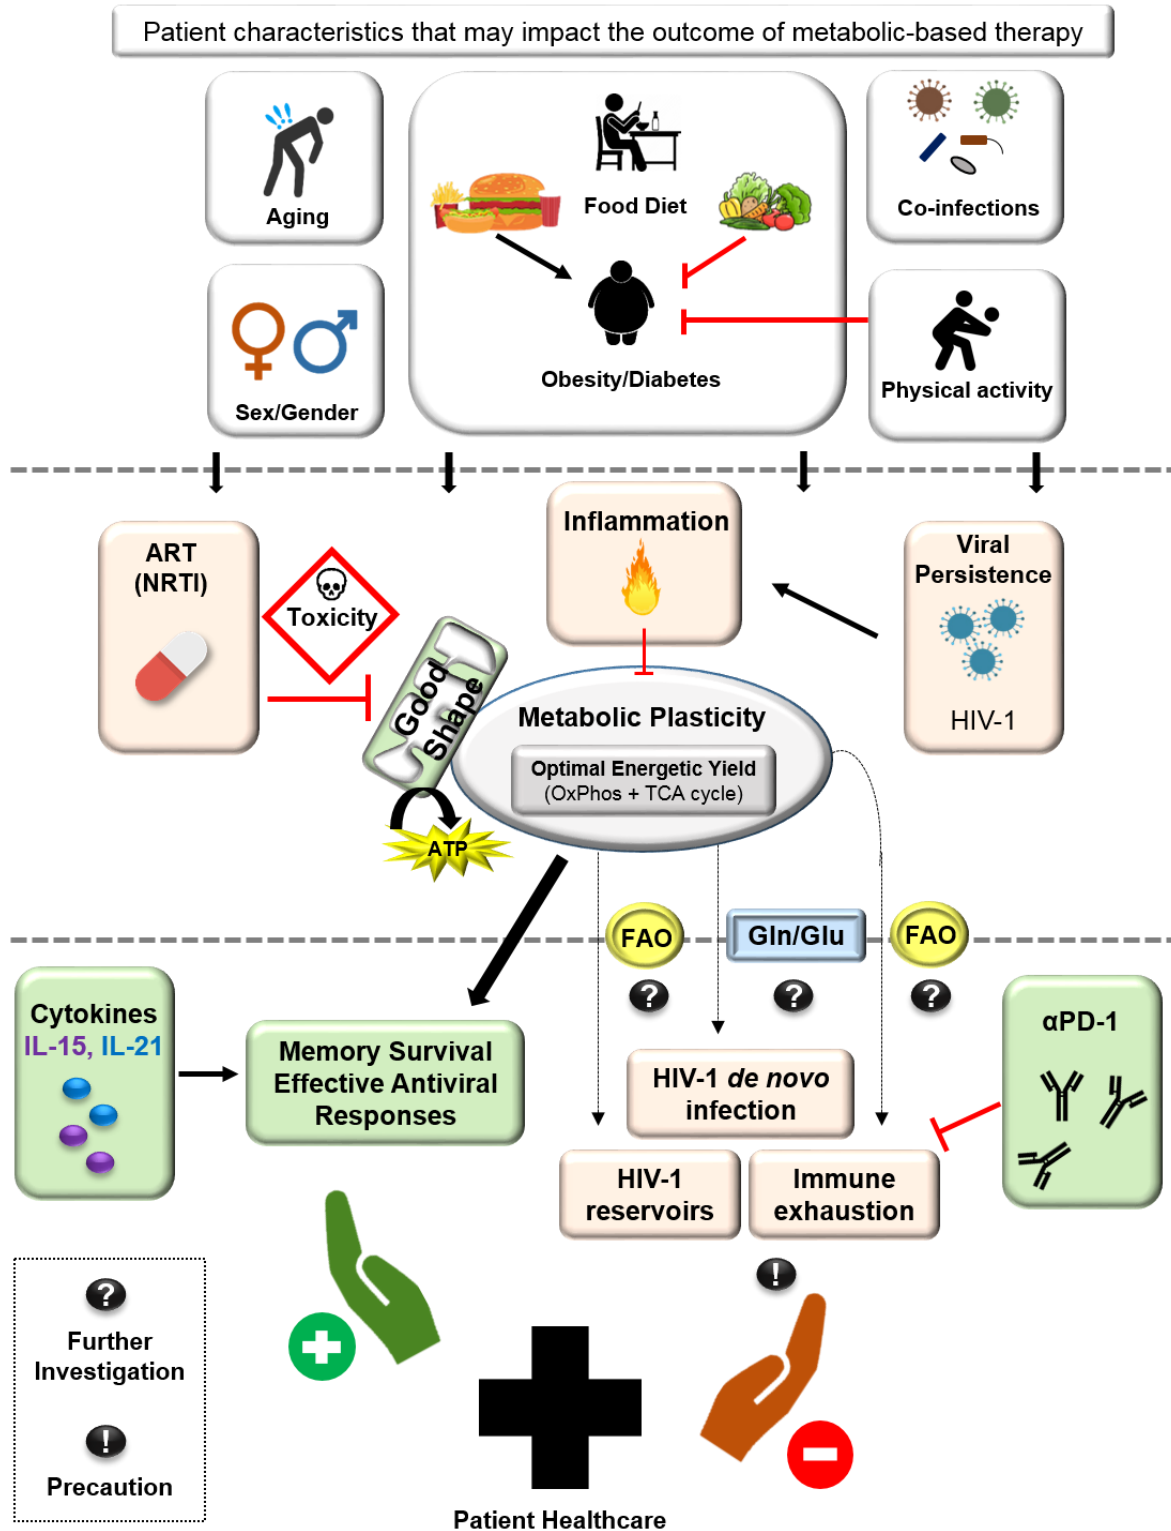 Patient characteristics that may impact the outcome of metabolic-based therapy
Aging
Food Diet
Co-infections
Sex/Gender
Obesity/Diabetes
Physical activity
ART
(NRTI)
Toxicity
Inflammation
Viral
Persistence
HIV-1
Good
Shape
Metabolic Plasticity
Optimal Energetic Yield
(OxPhos + TCA cycle)
ATP
FAO
Gln/Glu
FAO
?
?
?
Cytokines
IL-15, IL-21
Memory Survival
Effective Antiviral
Responses
HIV-1 de novo
infection
αPD-1
HIV-1
reservoirs
Immune
exhaustion
!
?
Further
Investigation
!
Precaution
Patient Healthcare